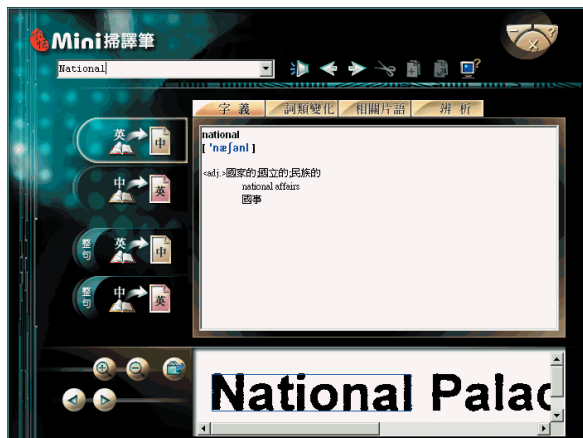 Mini掃譯筆
National
字 義 詞類變化 相關片語 辨 析
national
[ 'næʃənl ]
<adj.>國家的;國立的;民族的
national affairs
國事
英 中
中 英
整句 英 中
整句 中 英
National Palac